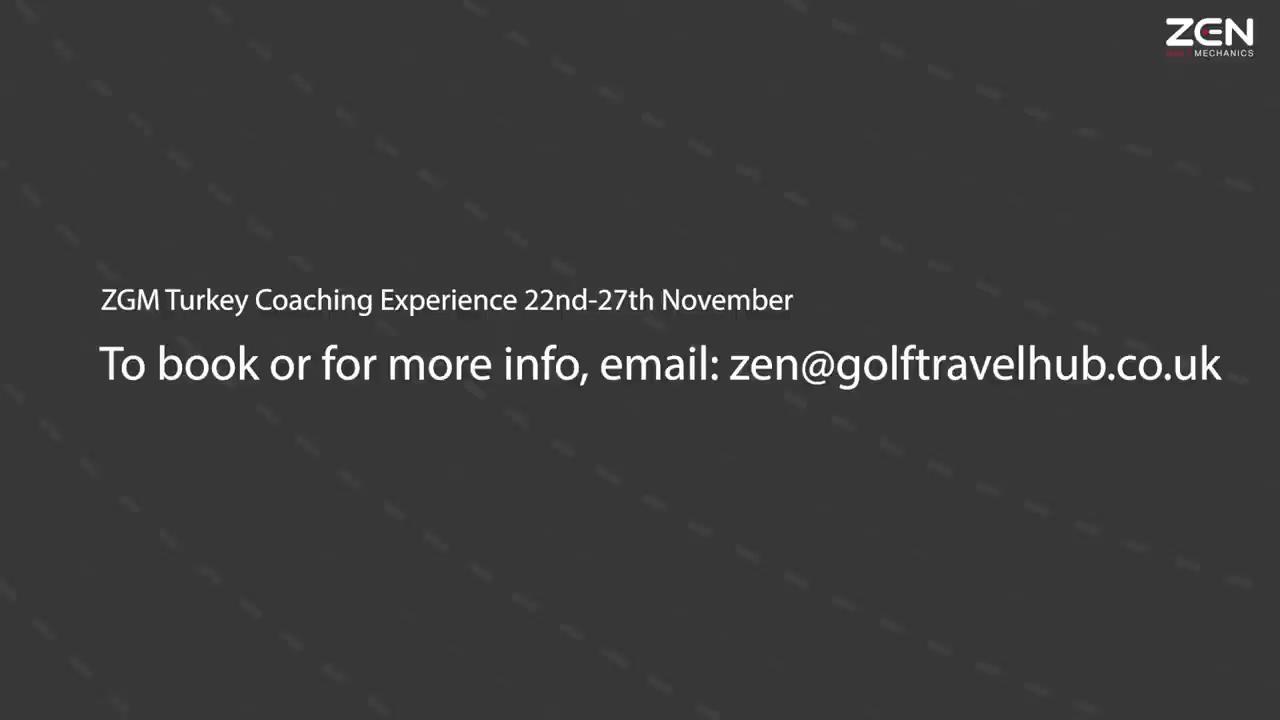 ZEN
MECHANICS
ZGM Turkey Coaching Experience 22nd-27th November
To book or for more info, email: zen@golftravelhub.co.uk